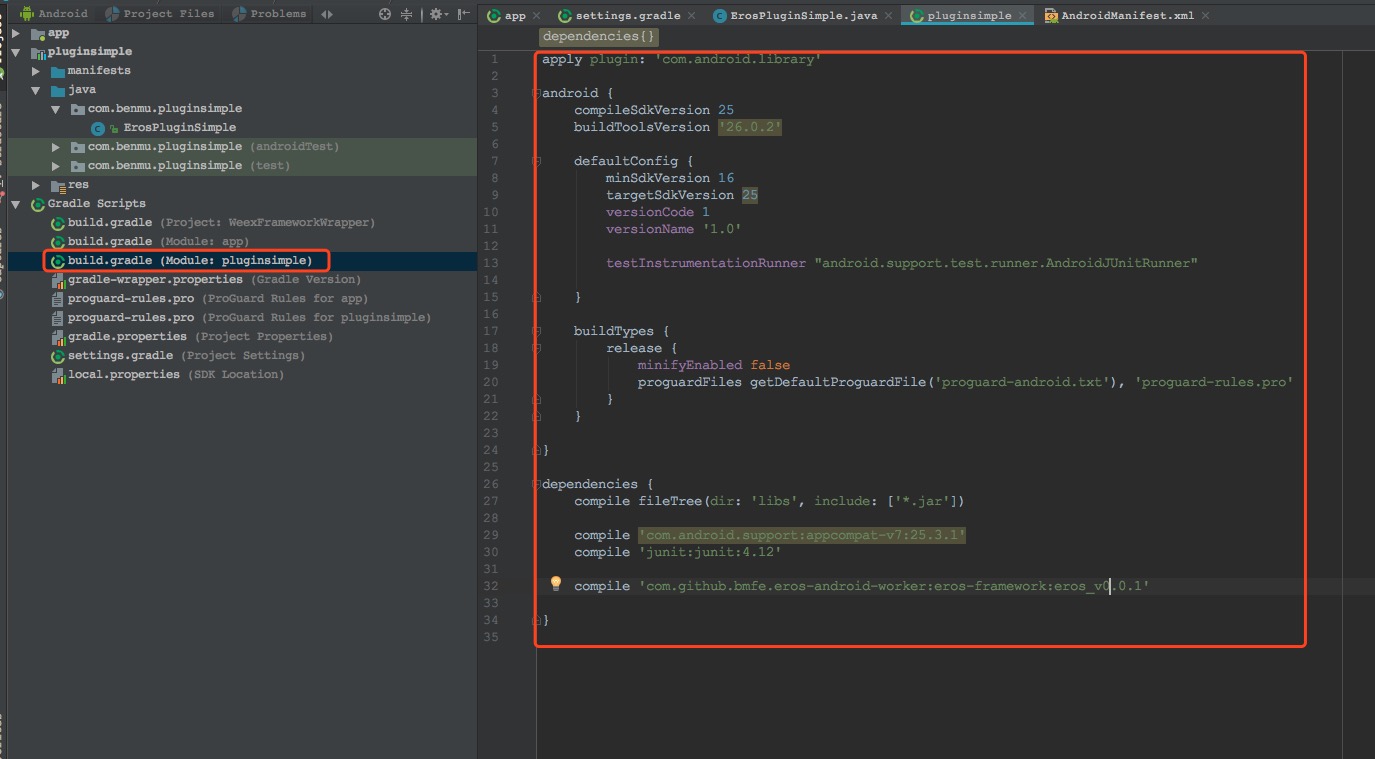 Android Project Files Problems
app
pluginsimple
manifests
java
com.benmu.pluginsimple
ErosPluginSimple
com.benmu.pluginsimple (androidTest)
com.benmu.pluginsimple (test)
res
Gradle Scripts
build.gradle (Project: WeexFrameworkWrapper)
build.gradle (Module: app)
build.gradle (Module: pluginsimple)
gradle-wrapper.properties (Gradle Version)
proguard-rules.pro (ProGuard Rules for app)
proguard-rules.pro (ProGuard Rules for pluginsimple)
gradle.properties (Project Properties)
settings.gradle (Project Settings)
local.properties (SDK Location)
app settings.gradle ErosPluginSimple.java pluginsimple AndroidManifest.xml
dependencies{}
1 apply plugin: 'com.android.library'
2
3 android {
4 compileSdkVersion 25
5 buildToolsVersion '26.0.2'
6
7 defaultConfig {
8 minSdkVersion 16
9 targetSdkVersion 25
10 versionCode 1
11 versionName '1.0'
12
13 testInstrumentationRunner "android.support.test.runner.AndroidJUnitRunner"
14
15 }
16
17 buildTypes {
18 release {
19 minifyEnabled false
20 proguardFiles getDefaultProguardFile('proguard-android.txt'), 'proguard-rules.pro'
21 }
22 }
23
24 }
25
26 dependencies {
27 compile fileTree(dir: 'libs', include: ['*.jar'])
28
29 compile 'com.android.support:appcompat-v7:25.3.1'
30 compile 'junit:junit:4.12'
31
32 compile 'com.github.bmfe.eros-android-worker:eros-framework:eros_v0.0.1'
33
34 }
35